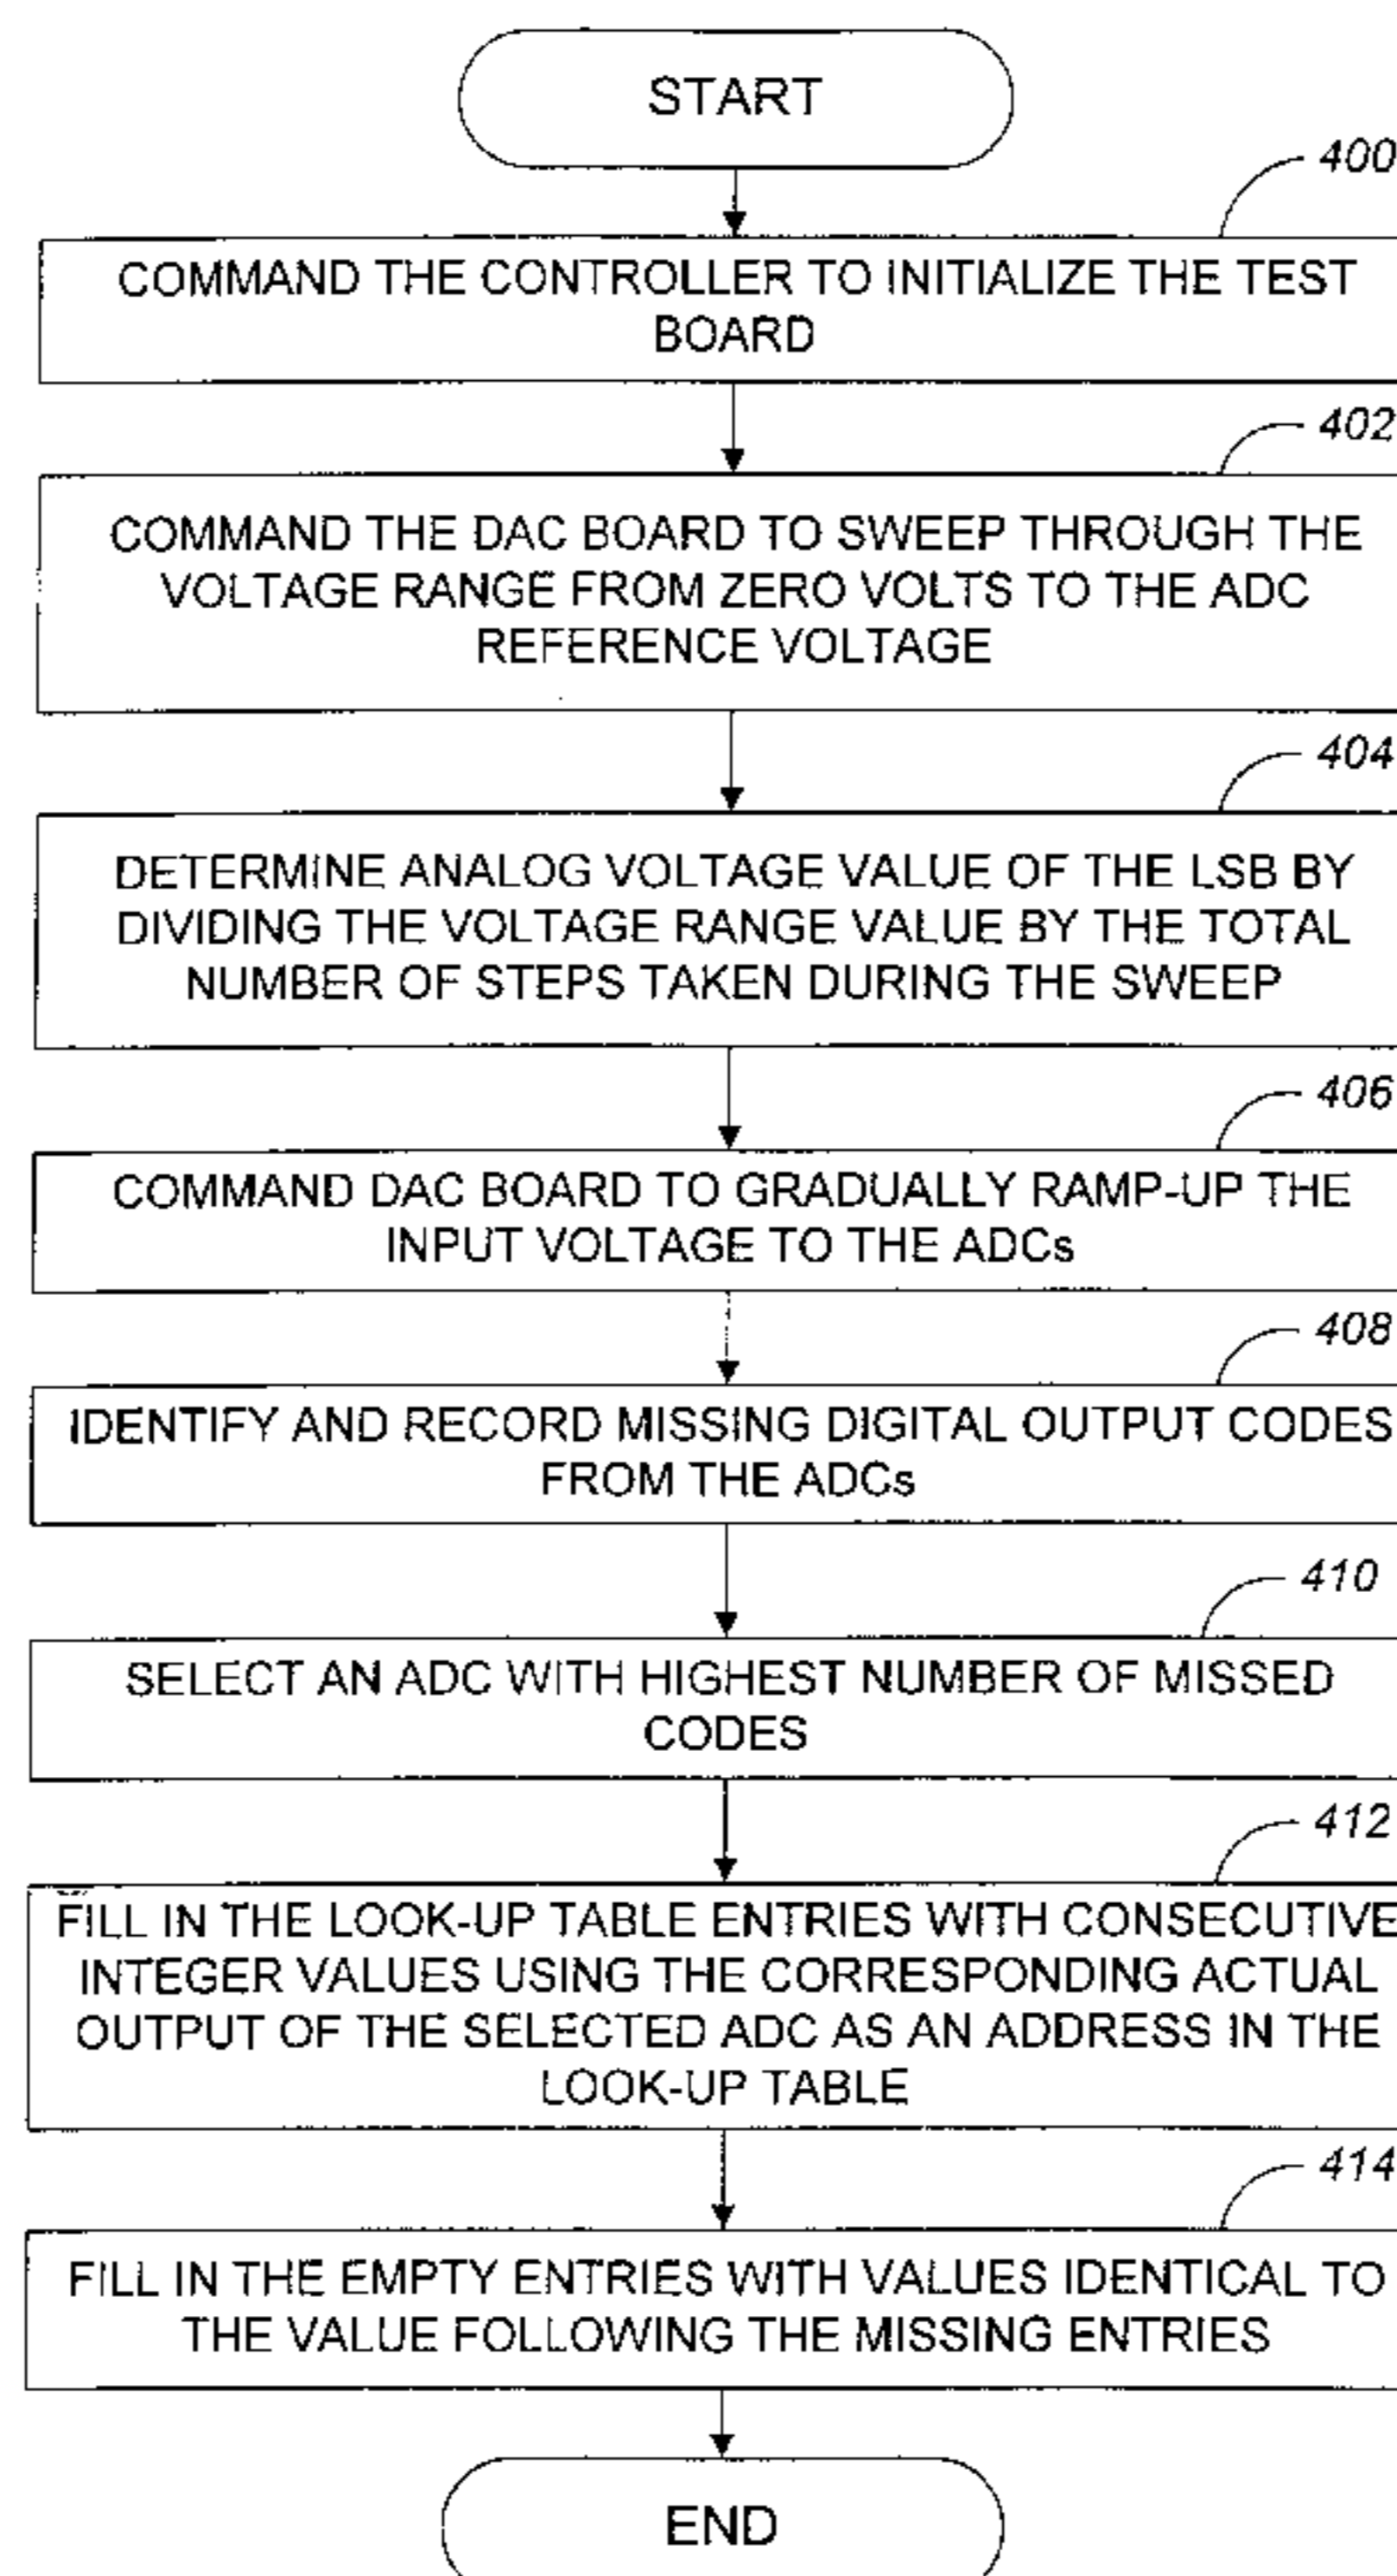 START
400
COMMAND THE CONTROLLER TO INITIALIZE THE TEST
BOARD
402
COMMAND THE DAC BOARD TO SWEEP THROUGH THE
VOLTAGE RANGE FROM ZERO VOLTS TO THE ADC
REFERENCE VOLTAGE
404
DETERMINE ANALOG VOLTAGE VALUE OF THE LSB BY
DIVIDING THE VOLTAGE RANGE VALUE BY THE TOTAL
NUMBER OF STEPS TAKEN DURING THE SWEEP
406
COMMAND DAC BOARD TO GRADUALLY RAMP-UP THE
INPUT VOLTAGE TO THE ADCs
408
IDENTIFY AND RECORD MISSING DIGITAL OUTPUT CODES
FROM THE ADCs
410
SELECT AN ADC WITH HIGHEST NUMBER OF MISSED
CODES
412
FILL IN THE LOOK-UP TABLE ENTRIES WITH CONSECUTIVE
INTEGER VALUES USING THE CORRESPONDING ACTUAL
OUTPUT OF THE SELECTED ADC AS AN ADDRESS IN THE
LOOK-UP TABLE
414
FILL IN THE EMPTY ENTRIES WITH VALUES IDENTICAL TO
THE VALUE FOLLOWING THE MISSING ENTRIES
END